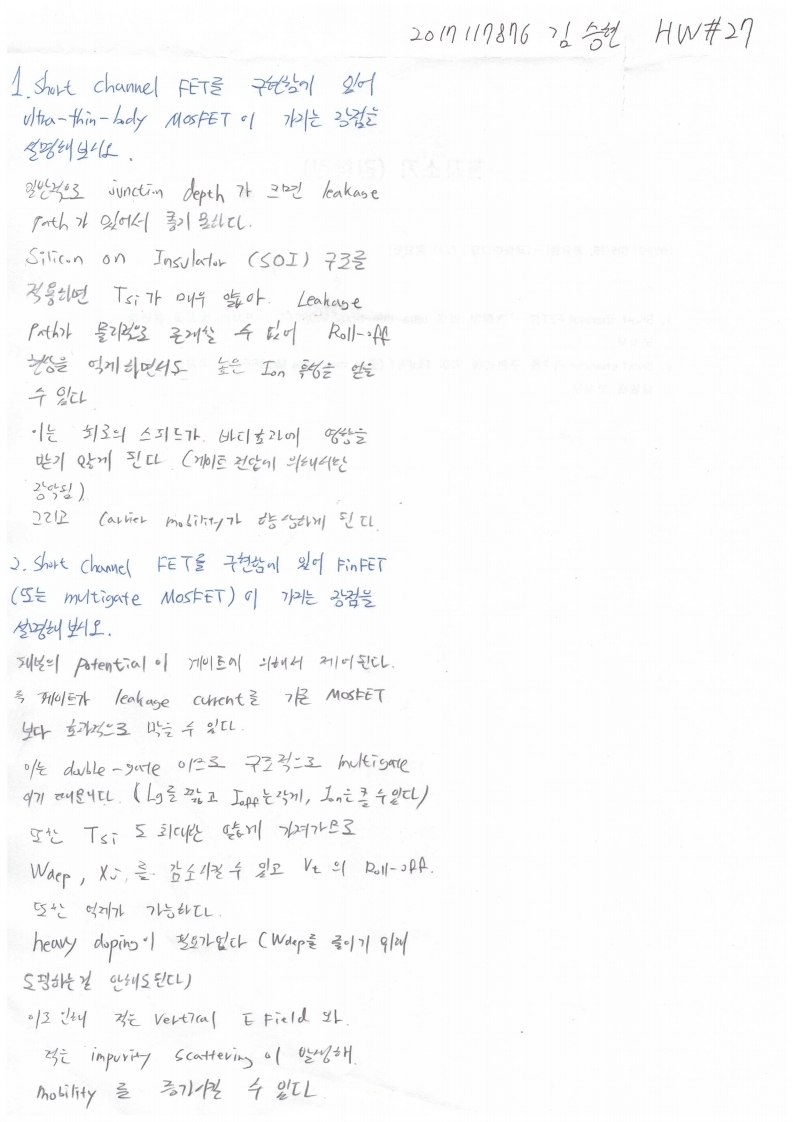 2017117876 김 승현 HW#27
1. Short channel FET를 구현함에 있어
ultra-thin-body MOSFET이 가지는 강점을
설명해보시오.
일반적으로 junction depth가 크면 leakage
Path가 있어서 좋기 못하다.
Silicon on Insulator (SOI) 구조를
적용하면 Tsi가 매우 얇아. Leakage
Path가 물리적으로 존재할 수 없어 Roll-off
현상을 억제하면서도 높은 Ion 특성을 얻을
수 있다
이는 회로의 스피드가. 바디효과에 영향을
받기 않게 된다 (게이트 전압에 의해서만
장악됨)
그리고 Carrier mobility가 향상하게 된다
2. Short Channel FET를 구현함에 있어 FinFET
(또는 multigate MOSFET)이 가지는 강점을
설명해보시오.
채널의 Potential이 게이트에 의해서 제어된다.
즉 게이트가 leakage current를 기존 MOSFET
보다 효과적으로 막을 수 있다.
이는 double-gate 이므로 구조적으로 multigate
이기 때문이다. (Lg를 짧고 Ioff는작게, Ion는 클 수있다)
또한 Tsi 도 최대한 얇게 가져가므로
Wdep, Xj,를 감소시킬 수 있고 Vt 의 Roll-off.
또한 억제가 가능하다.
heavy doping이 필요가없다 (Wdep를 줄이기 위해
도핑하는걸 안해도된다)
이로 인해 적은 Vertical E Field 와.
적은 impurity scattering이 발생해
mobility 를 증가시킬 수 있다